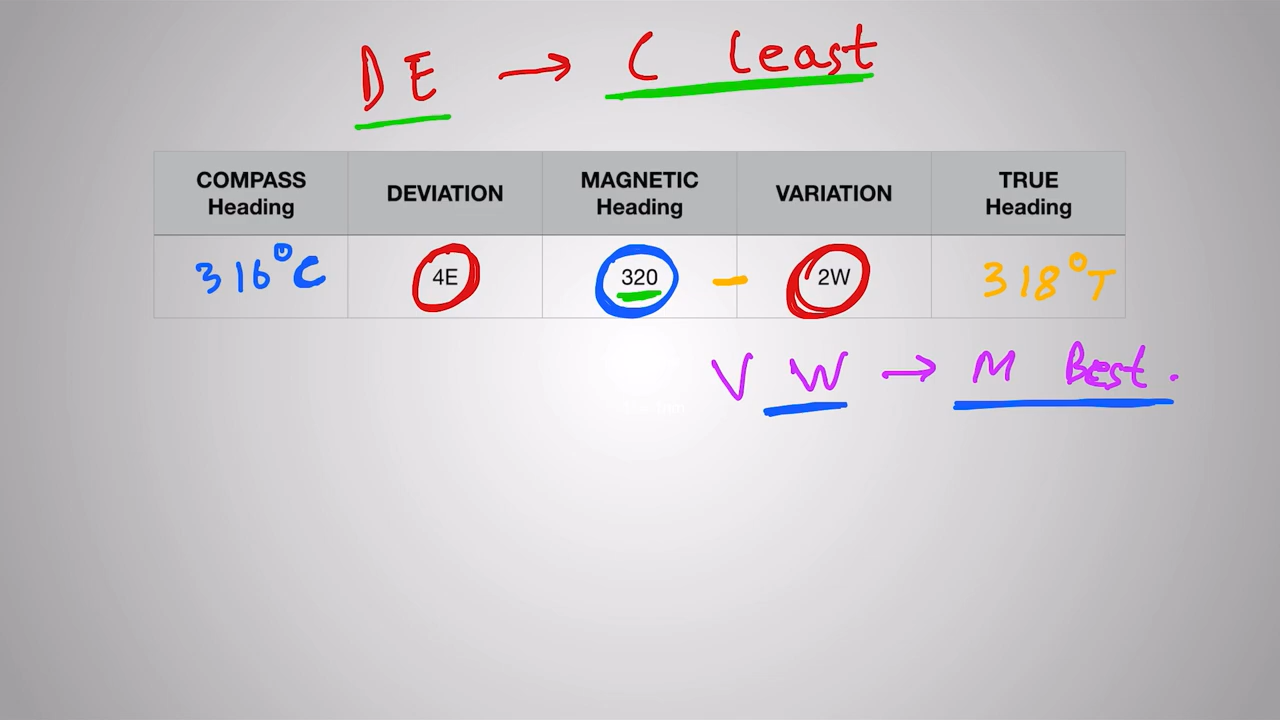 DE → C least
COMPASS Heading DEVIATION MAGNETIC Heading VARIATION TRUE Heading
316°C 4E 320 - 2W 318°T
V W → M Best.